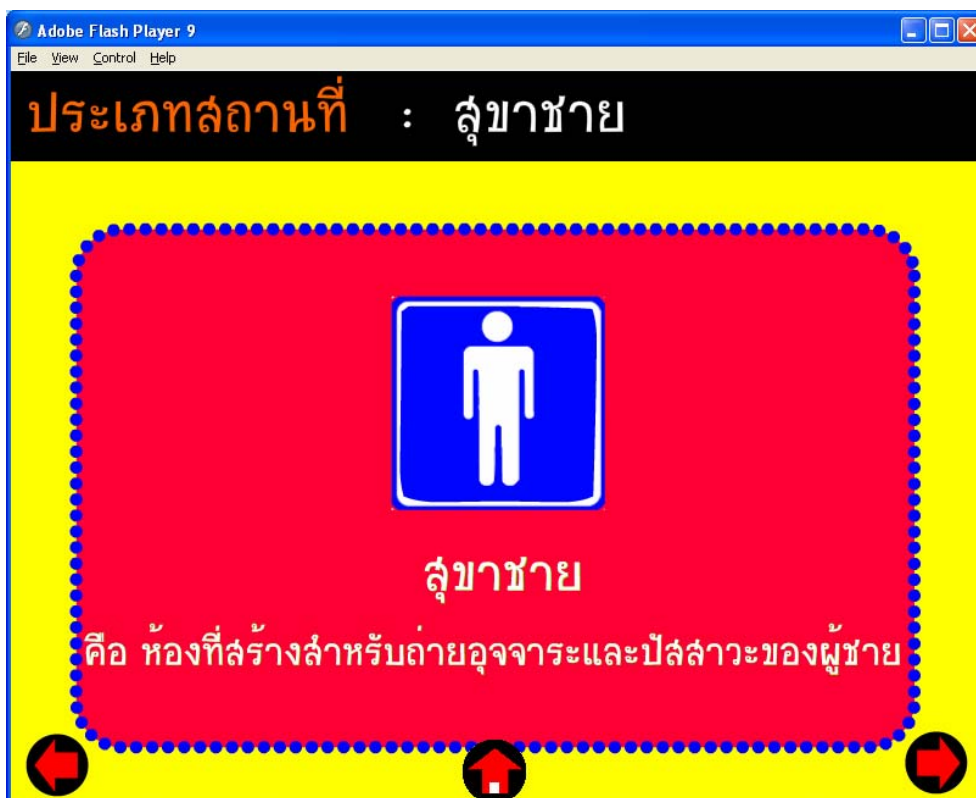 Adobe Flash Player 9
File View Control Help
ประเภทสถานที่ : สุขาชาย
สุขาชาย
คือ ห้องที่สร้างสำหรับถ่ายอุจจาระและปัสสาวะของผู้ชาย